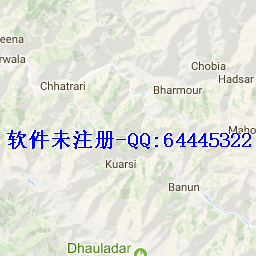 eena
rwala
Chobia
Hadsar
Chhatrari
Bharmour
Maho
软件未注册-QQ:64445322
Kuarsi
Banun
Dhauladar